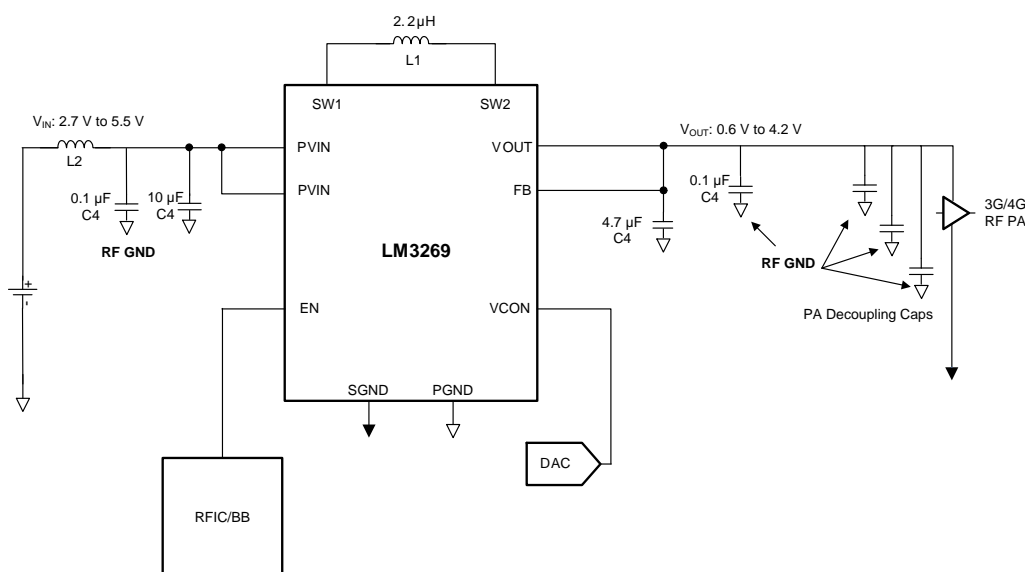 2.2µH
L1
SW1
SW2
V_IN: 2.7 V to 5.5 V
L2
PVIN
PVIN
0.1 µF
C4
10 µF
C4
RF GND
VOUT
FB
LM3269
V_OUT: 0.6 V to 4.2 V
0.1 µF
C4
4.7 µF
C4
RF GND
3G/4G
RF PA
PA Decoupling Caps
+
-
EN
VCON
SGND
PGND
DAC
RFIC/BB